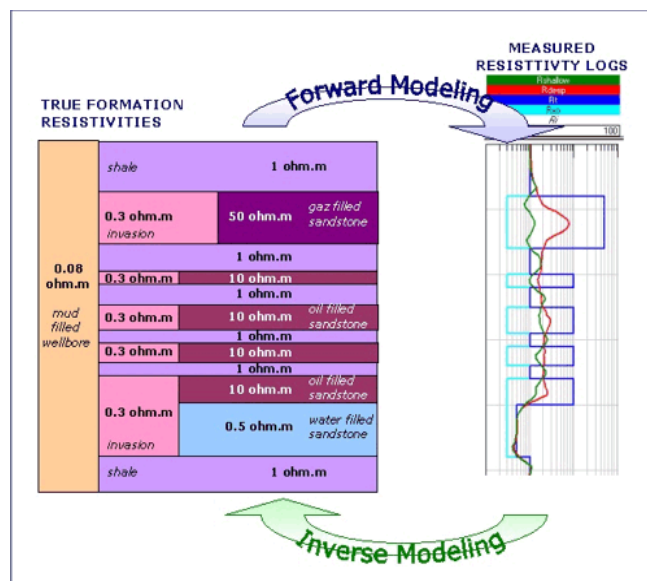 MEASURED
RESISTTIVTY LOGS
Forward Modeling
Rshallow
Rdeep
Rt
Rxo
100
TRUE FORMATION
RESISTIVITIES
shale
1 ohm.m
0.3 ohm.m
invasion
50 ohm.m
gaz filled
sandstone
1 ohm.m
0.3 ohm.m
10 ohm.m
1 ohm.m
0.08
ohm.m
mud
filled
wellbore
0.3 ohm.m
10 ohm.m
oil filled
sandstone
1 ohm.m
0.3 ohm.m
10 ohm.m
1 ohm.m
10 ohm.m
oil filled
sandstone
0.3 ohm.m
invasion
0.5 ohm.m
water filled
sandstone
shale
1 ohm.m
Inverse Modeling